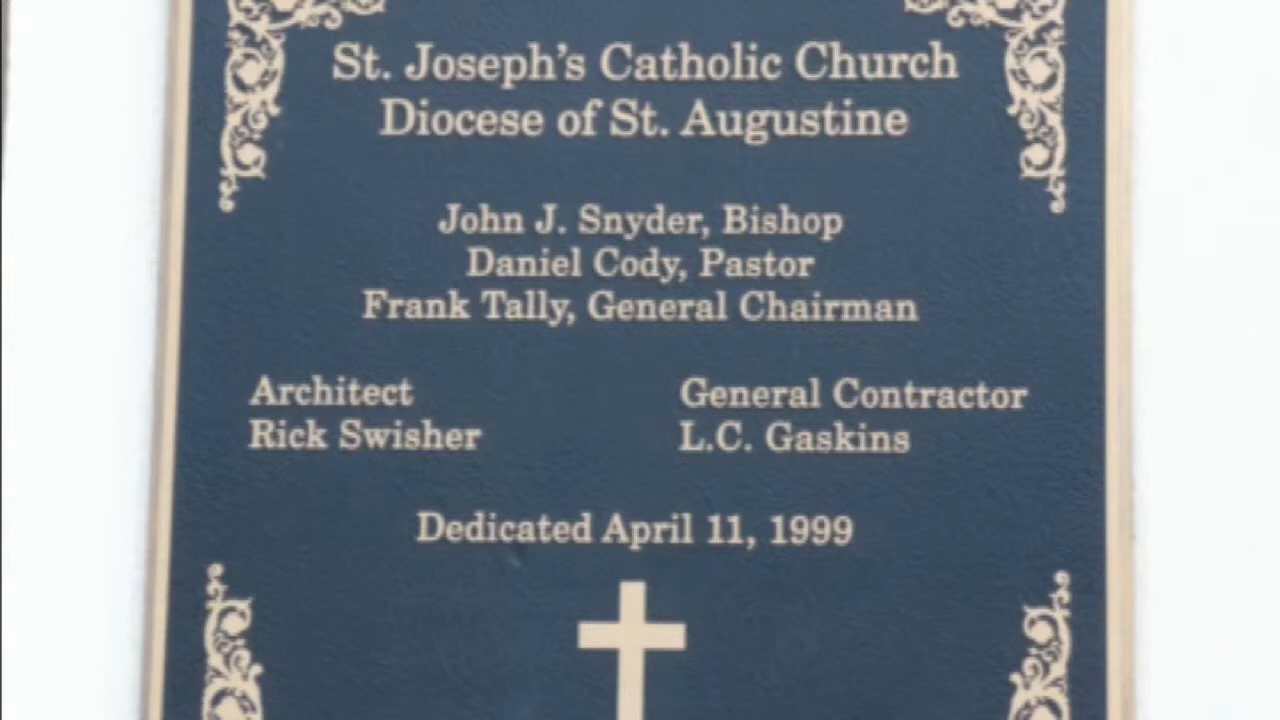 St. Joseph's Catholic Church
Diocese of St. Augustine
John J. Snyder, Bishop
Daniel Cody, Pastor
Frank Tally, General Chairman
Architect
Rick Swisher
General Contractor
L.C. Gaskins
Dedicated April 11, 1999